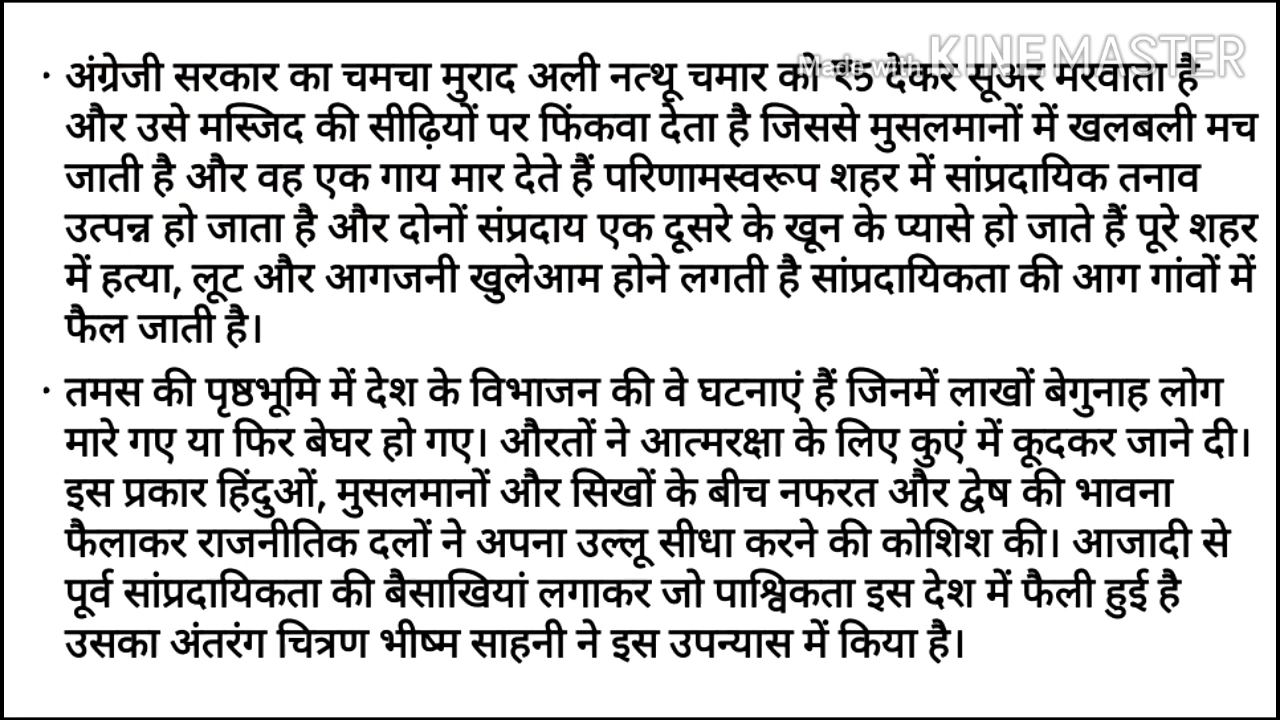 · अंग्रेजी सरकार का चमचा मुराद अली नत्थू चमार को ₹5 देकर सूअर मरवाता है
Made with KINEMASTER
और उसे मस्जिद की सीढ़ियों पर फिंकवा देता है जिससे मुसलमानों में खलबली मच
जाती है और वह एक गाय मार देते हैं परिणामस्वरूप शहर में सांप्रदायिक तनाव
उत्पन्न हो जाता है और दोनों संप्रदाय एक दूसरे के खून के प्यासे हो जाते हैं पूरे शहर
में हत्या, लूट और आगजनी खुलेआम होने लगती है सांप्रदायिकता की आग गांवों में
फैल जाती है।
· तमस की पृष्ठभूमि में देश के विभाजन की वे घटनाएं हैं जिनमें लाखों बेगुनाह लोग
मारे गए या फिर बेघर हो गए। औरतों ने आत्मरक्षा के लिए कुएं में कूदकर जाने दी।
इस प्रकार हिंदुओं, मुसलमानों और सिखों के बीच नफरत और द्वेष की भावना
फैलाकर राजनीतिक दलों ने अपना उल्लू सीधा करने की कोशिश की। आजादी से
पूर्व सांप्रदायिकता की बैसाखियां लगाकर जो पाश्विकता इस देश में फैली हुई है
उसका अंतरंग चित्रण भीष्म साहनी ने इस उपन्यास में किया है।